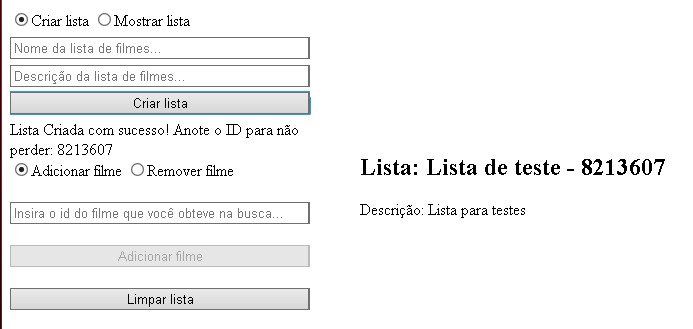 Criar lista Mostrar lista
Nome da lista de filmes...
Descrição da lista de filmes...
Criar lista
Lista Criada com sucesso! Anote o ID para não
perder: 8213607
Adicionar filme Remover filme
Insira o id do filme que você obteve na busca...
Adicionar filme
Limpar lista
Lista: Lista de teste - 8213607
Descrição: Lista para testes